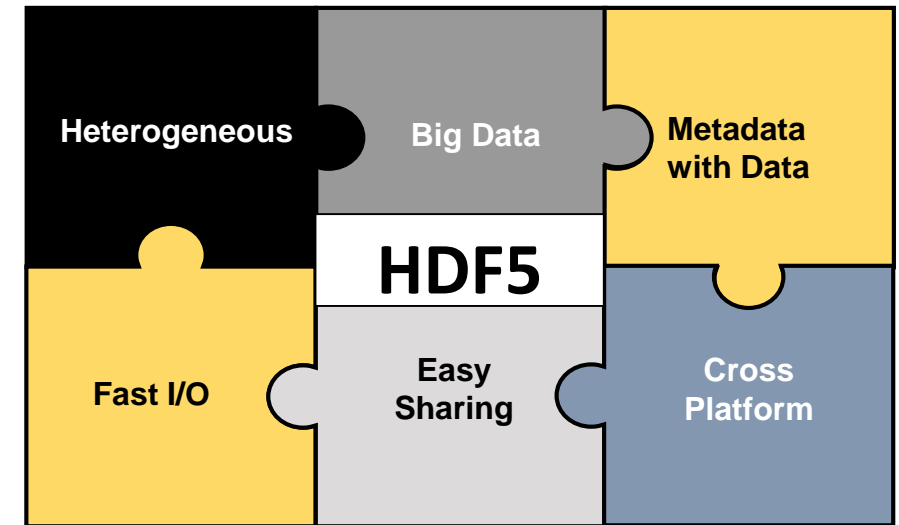 Heterogeneous
Big Data
Metadata
with Data
HDF5
Fast I/O
Easy
Sharing
Cross
Platform